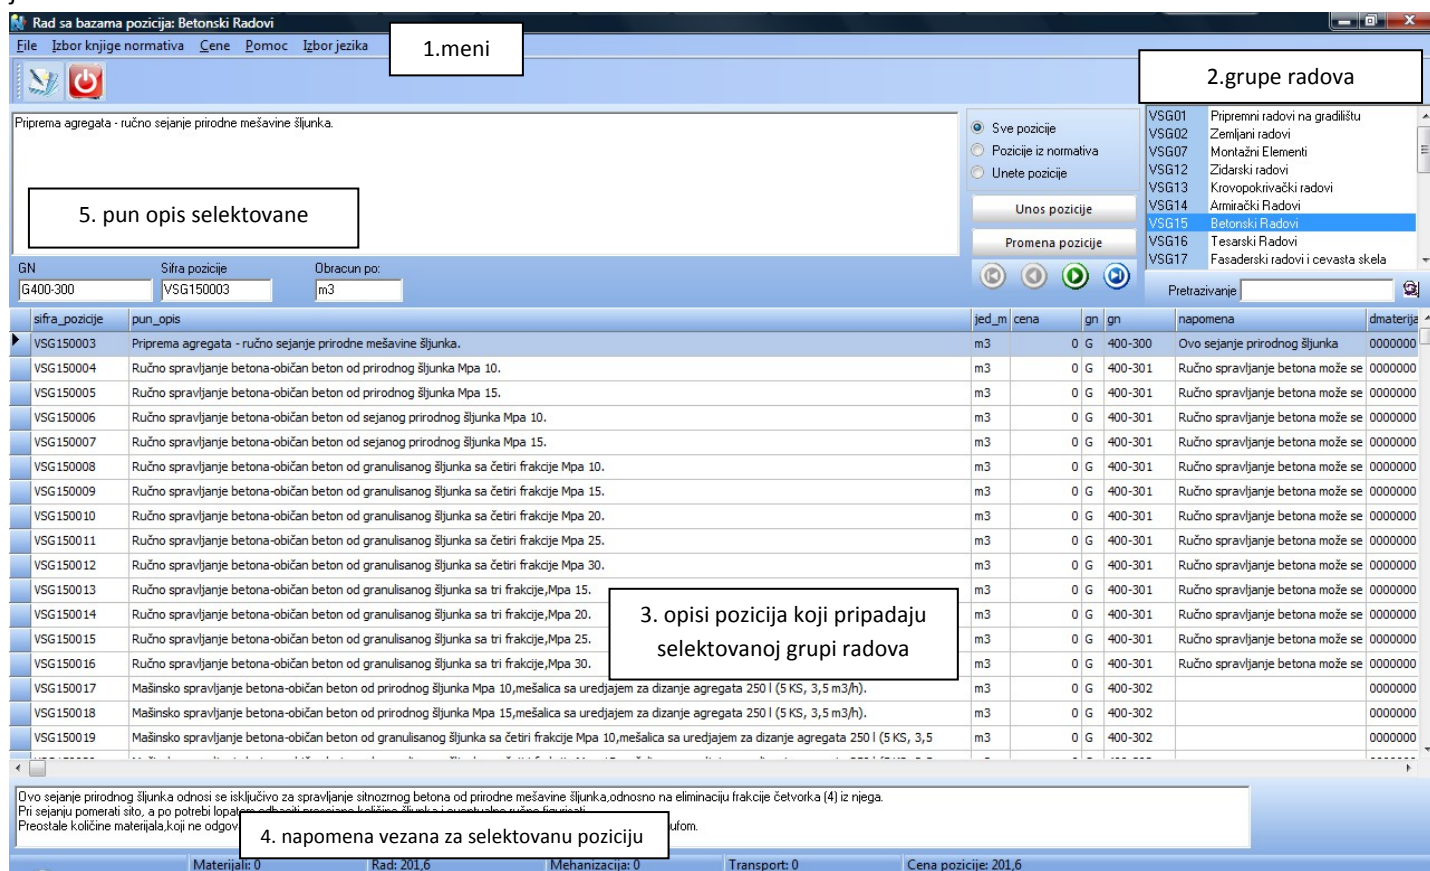 Rad sa bazama pozicija: Betonski Radovi
File Izbor knjige normativa Cene Pomoc Izbor jezika
1.meni
2.grupe radova
Priprema agregata - ručno sejanje prirodne mešavine šljunka.
5. pun opis selektovane
Sve pozicije
Pozicije iz normativa
Unete pozicije
Unos pozicije
Promena pozicije
VSG01 Pripremni radovi na gradilištu
VSG02 Zemljani radovi
VSG07 Montažni Elementi
VSG12 Zidarski radovi
VSG13 Krovopokrivački radovi
VSG14 Armirački Radovi
VSG15 Betonski Radovi
VSG16 Tesarski Radovi
VSG17 Fasaderski radovi i cevasta skela
GN Sifra pozicije Obracun po:
G400-300 VSG150003 m3
Pretrazivanje
sifra_pozicije pun_opis jed_m cena gn gn napomena dmaterija
VSG150003 Priprema agregata - ručno sejanje prirodne mešavine šljunka. m3 0 G 400-300 Ovo sejanje prirodnog šljunka 0000000
VSG150004 Ručno spravljanje betona-običan beton od prirodnog šljunka Mpa 10. m3 0 G 400-301 Ručno spravljanje betona može se 0000000
VSG150005 Ručno spravljanje betona-običan beton od prirodnog šljunka Mpa 15. m3 0 G 400-301 Ručno spravljanje betona može se 0000000
VSG150006 Ručno spravljanje betona-običan beton od sejanog prirodnog šljunka Mpa 10. m3 0 G 400-301 Ručno spravljanje betona može se 0000000
VSG150007 Ručno spravljanje betona-običan beton od sejanog prirodnog šljunka Mpa 15. m3 0 G 400-301 Ručno spravljanje betona može se 0000000
VSG150008 Ručno spravljanje betona-običan beton od granulisanog šljunka sa četiri frakcije Mpa 10. m3 0 G 400-301 Ručno spravljanje betona može se 0000000
VSG150009 Ručno spravljanje betona-običan beton od granulisanog šljunka sa četiri frakcije Mpa 15. m3 0 G 400-301 Ručno spravljanje betona može se 0000000
VSG150010 Ručno spravljanje betona-običan beton od granulisanog šljunka sa četiri frakcije Mpa 20. m3 0 G 400-301 Ručno spravljanje betona može se 0000000
VSG150011 Ručno spravljanje betona-običan beton od granulisanog šljunka sa četiri frakcije Mpa 25. m3 0 G 400-301 Ručno spravljanje betona može se 0000000
VSG150012 Ručno spravljanje betona-običan beton od granulisanog šljunka sa četiri frakcije Mpa 30. m3 0 G 400-301 Ručno spravljanje betona može se 0000000
VSG150013 Ručno spravljanje betona-običan beton od granulisanog šljunka sa tri frakcije,Mpa 15. m3 0 G 400-301 Ručno spravljanje betona može se 0000000
VSG150014 Ručno spravljanje betona-običan beton od granulisanog šljunka sa tri frakcije,Mpa 20. m3 0 G 400-301 Ručno spravljanje betona može se 0000000
VSG150015 Ručno spravljanje betona-običan beton od granulisanog šljunka sa tri frakcije,Mpa 25. m3 0 G 400-301 Ručno spravljanje betona može se 0000000
VSG150016 Ručno spravljanje betona-običan beton od granulisanog šljunka sa tri frakcije,Mpa 30. m3 0 G 400-301 Ručno spravljanje betona može se 0000000
3. opisi pozicija koji pripadaju
selektovanoj grupi radova
VSG150017 Mašinsko spravljanje betona-običan beton od prirodnog šljunka Mpa 10,mešalica sa uredjajem za dizanje agregata 250 l (5 KS, 3,5 m3/h). m3 0 G 400-302 0000000
VSG150018 Mašinsko spravljanje betona-običan beton od prirodnog šljunka Mpa 15,mešalica sa uredjajem za dizanje agregata 250 l (5 KS, 3,5 m3/h). m3 0 G 400-302 0000000
VSG150019 Mašinsko spravljanje betona-običan beton od granulisanog šljunka sa četiri frakcije Mpa 10,mešalica sa uredjajem za dizanje agregata 250 l (5 KS, 3,5 m3 0 G 400-302 0000000
Ovo sejanje prirodnog šljunka odnosi se isključivo za spravljanje sitnozrnog betona od prirodne mešavine šljunka,odnosno na eliminaciju frakcije četvorka (4) iz njega.
Pri sejanju pomerati sito, a po potrebi lopatom
Preostale količine materijala,koji ne
4. napomena vezana za selektovanu poziciju
Materijali: 0 Rad: 201,6 Mehanizacija: 0 Transport: 0 Cena pozicije: 201,6